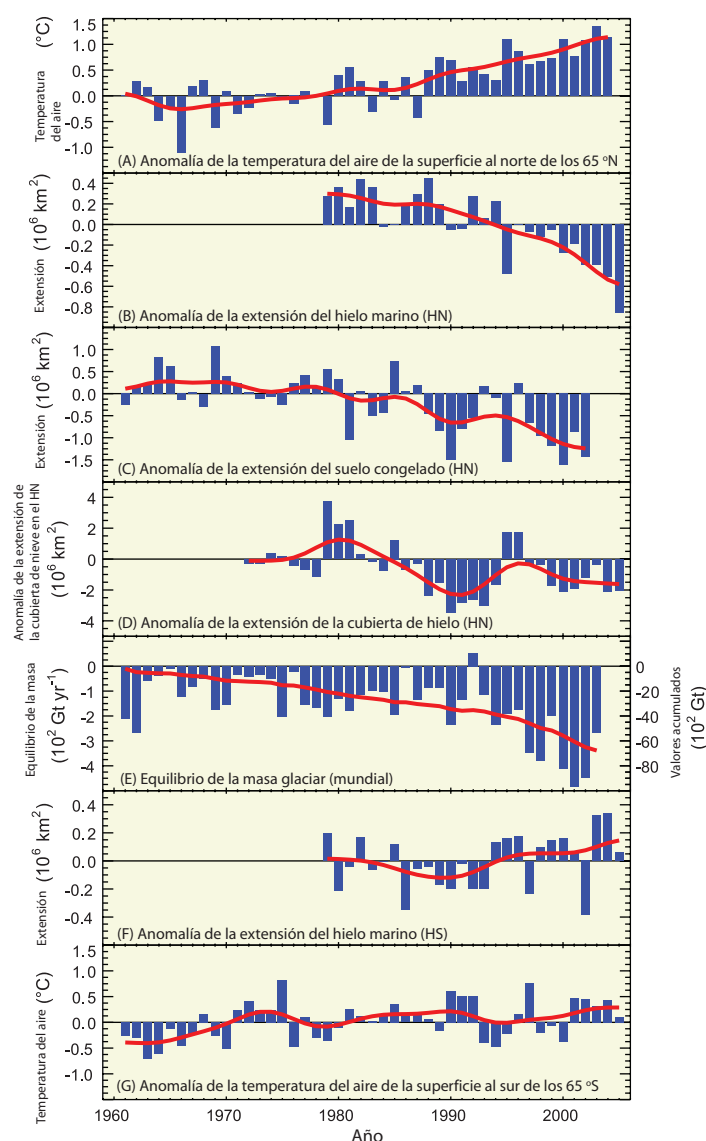 (°C)
1.5
1.0
0.5
0.0
-0.5
-1.0
Temperatura
del aire
(A) Anomalía de la temperatura del aire de la superficie al norte de los 65 ºN
0.4
0.2
0.0
-0.2
-0.4
-0.6
-0.8
Extensión (10⁶ km²)
(B) Anomalía de la extensión del hielo marino (HN)
1.0
0.5
0.0
-0.5
-1.0
-1.5
Extensión (10⁶ km²)
(C) Anomalía de la extensión del suelo congelado (HN)
4
2
0
-2
-4
Anomalía de la extensión de
la cubierta de nieve en el HN
(10⁶ km²)
(D) Anomalía de la extensión de la cubierta de hielo (HN)
0
-1
-2
-3
-4
Equilibrio de la masa
(10² Gt yr⁻¹)
0
-20
-40
-60
-80
Valores acumulados
(10² Gt)
(E) Equilibrio de la masa glaciar (mundial)
0.4
0.2
0.0
-0.2
-0.4
Extensión (10⁶ km²)
(F) Anomalía de la extensión del hielo marino (HS)
1.5
1.0
0.5
0.0
-0.5
-1.0
Temperatura del aire (°C)
(G) Anomalía de la temperatura del aire de la superficie al sur de los 65 ºS
1960 1970 1980 1990 2000
Año